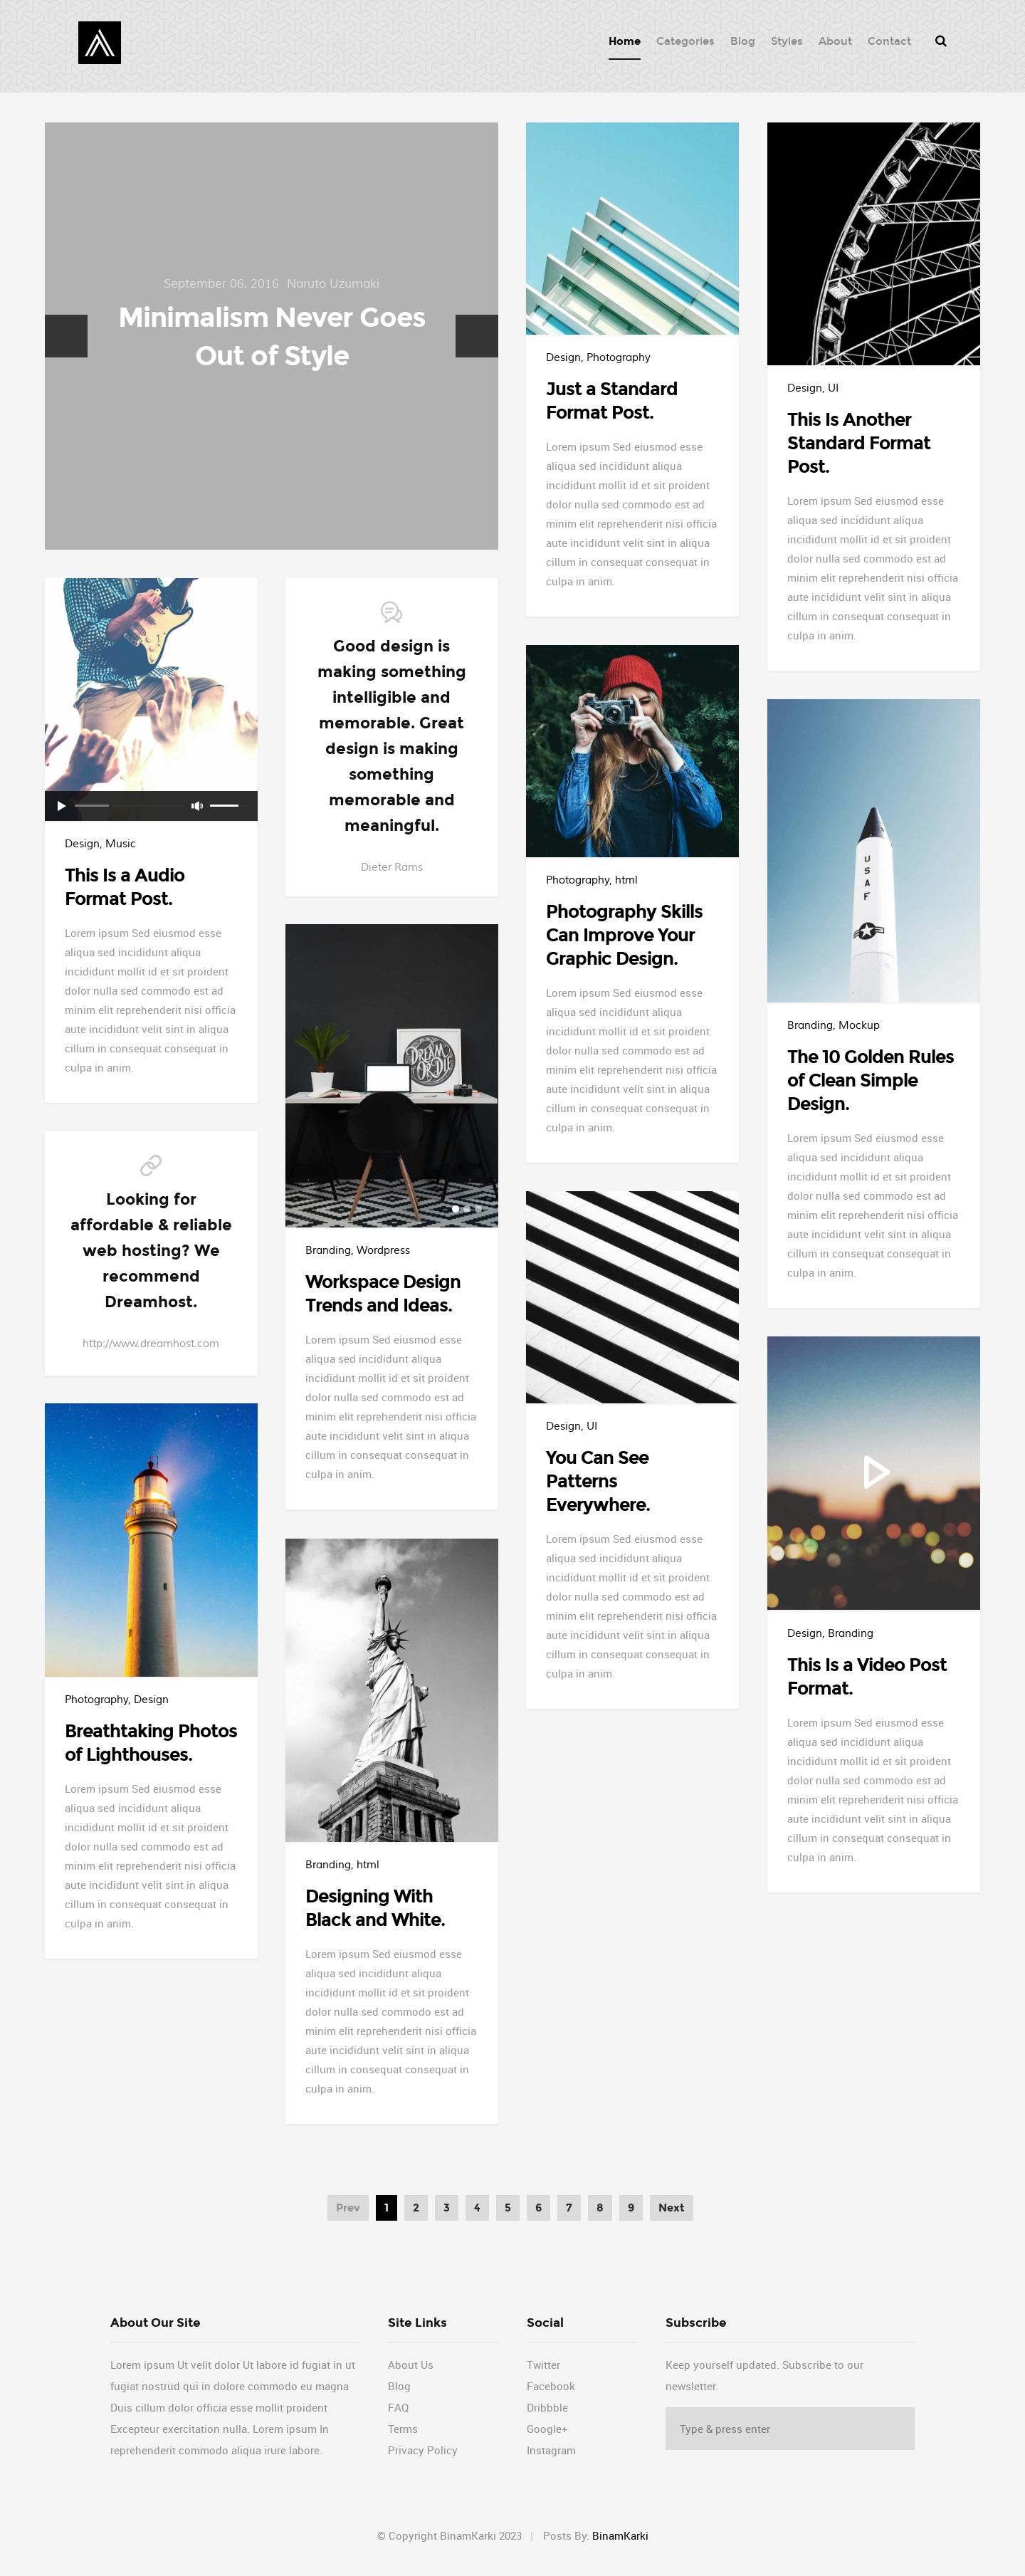 Home Categories Blog Styles About Contact
September 06, 2016 Naruto Uzumaki
Minimalism Never Goes
Out of Style
Design, Photography
Just a Standard
Format Post.
Lorem ipsum Sed eiusmod esse
aliqua sed incididunt aliqua
incididunt mollit id et sit proident
dolor nulla sed commodo est ad
minim elit reprehenderit nisi officia
aute incididunt velit sint in aliqua
cillum in consequat consequat in
culpa in anim.
Design, UI
This Is Another
Standard Format
Post.
Lorem ipsum Sed eiusmod esse
aliqua sed incididunt aliqua
incididunt mollit id et sit proident
dolor nulla sed commodo est ad
minim elit reprehenderit nisi officia
aute incididunt velit sint in aliqua
cillum in consequat consequat in
culpa in anim.
Design, Music
This Is a Audio
Format Post.
Lorem ipsum Sed eiusmod esse
aliqua sed incididunt aliqua
incididunt mollit id et sit proident
dolor nulla sed commodo est ad
minim elit reprehenderit nisi officia
aute incididunt velit sint in aliqua
cillum in consequat consequat in
culpa in anim.
Good design is
making something
intelligible and
memorable. Great
design is making
something
memorable and
meaningful.
Dieter Rams
Photography, html
Photography Skills
Can Improve Your
Graphic Design.
Lorem ipsum Sed eiusmod esse
aliqua sed incididunt aliqua
incididunt mollit id et sit proident
dolor nulla sed commodo est ad
minim elit reprehenderit nisi officia
aute incididunt velit sint in aliqua
cillum in consequat consequat in
culpa in anim.
USAF
Branding, Mockup
The 10 Golden Rules
of Clean Simple
Design.
Lorem ipsum Sed eiusmod esse
aliqua sed incididunt aliqua
incididunt mollit id et sit proident
dolor nulla sed commodo est ad
minim elit reprehenderit nisi officia
aute incididunt velit sint in aliqua
cillum in consequat consequat in
culpa in anim.
Looking for
affordable & reliable
web hosting? We
recommend
Dreamhost.
http://www.dreamhost.com
DREAM
OR DIE
Branding, Wordpress
Workspace Design
Trends and Ideas.
Lorem ipsum Sed eiusmod esse
aliqua sed incididunt aliqua
incididunt mollit id et sit proident
dolor nulla sed commodo est ad
minim elit reprehenderit nisi officia
aute incididunt velit sint in aliqua
cillum in consequat consequat in
culpa in anim.
Design, UI
You Can See
Patterns
Everywhere.
Lorem ipsum Sed eiusmod esse
aliqua sed incididunt aliqua
incididunt mollit id et sit proident
dolor nulla sed commodo est ad
minim elit reprehenderit nisi officia
aute incididunt velit sint in aliqua
cillum in consequat consequat in
culpa in anim.
Design, Branding
This Is a Video Post
Format.
Lorem ipsum Sed eiusmod esse
aliqua sed incididunt aliqua
incididunt mollit id et sit proident
dolor nulla sed commodo est ad
minim elit reprehenderit nisi officia
aute incididunt velit sint in aliqua
cillum in consequat consequat in
culpa in anim.
Photography, Design
Breathtaking Photos
of Lighthouses.
Lorem ipsum Sed eiusmod esse
aliqua sed incididunt aliqua
incididunt mollit id et sit proident
dolor nulla sed commodo est ad
minim elit reprehenderit nisi officia
aute incididunt velit sint in aliqua
cillum in consequat consequat in
culpa in anim.
Branding, html
Designing With
Black and White.
Lorem ipsum Sed eiusmod esse
aliqua sed incididunt aliqua
incididunt mollit id et sit proident
dolor nulla sed commodo est ad
minim elit reprehenderit nisi officia
aute incididunt velit sint in aliqua
cillum in consequat consequat in
culpa in anim.
Prev 1 2 3 4 5 6 7 8 9 Next
About Our Site
Lorem ipsum Ut velit dolor Ut labore id fugiat in ut
fugiat nostrud qui in dolore commodo eu magna
Duis cillum dolor officia esse mollit proident
Excepteur exercitation nulla. Lorem ipsum In
reprehenderit commodo aliqua irure labore.
Site Links
About Us
Blog
FAQ
Terms
Privacy Policy
Social
Twitter
Facebook
Dribbble
Google+
Instagram
Subscribe
Keep yourself updated. Subscribe to our
newsletter.
Type & press enter
© Copyright BinamKarki 2023 | Posts By: BinamKarki